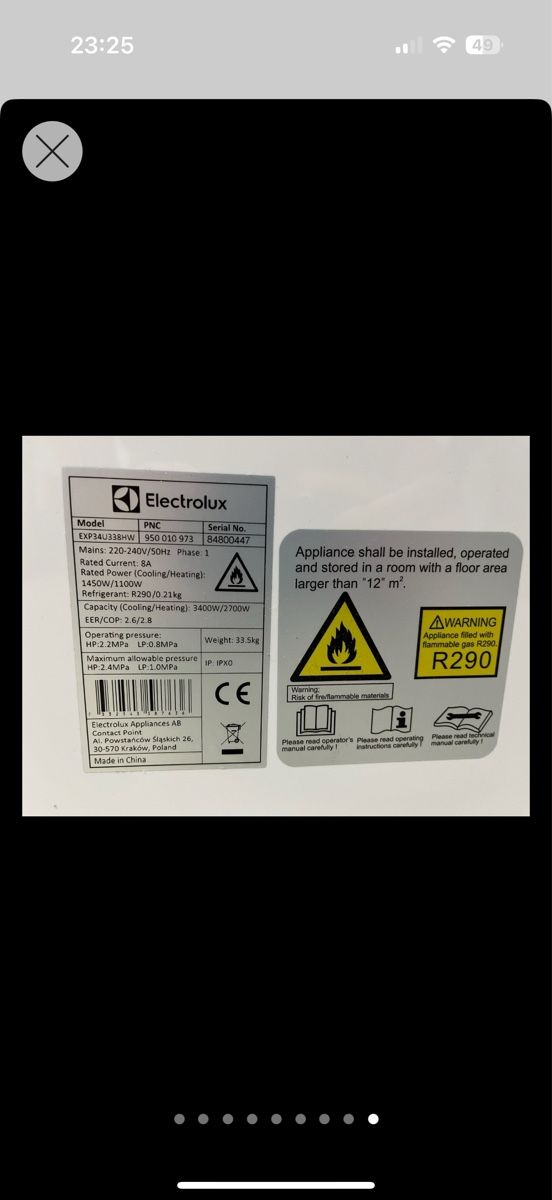 23:25
49
Electrolux
Model PNC Serial No.
EXP34U338HW 950 010 973 84800447
Mains: 220-240V/50Hz Phase: 1
Rated Current: 8A
Rated Power (Cooling/Heating):
1450W/1100W
Refrigerant: R290/0.21kg
Capacity (Cooling/Heating): 3400W/2700W
EER/COP: 2.6/2.8
Operating pressure:
HP:2.2MPa LP:0.8MPa
Weight: 33.5kg
Maximum allowable pressure
HP:2.4MPa LP:1.0MPa
IP: IPX0
CE
Electrolux Appliances AB
Contact Point
Al. Powstańców Śląskich 26,
30-570 Kraków, Poland
Made in China
Appliance shall be installed, operated
and stored in a room with a floor area
larger than "12" m².
WARNING
Appliance filled with
flammable gas R290.
R290
Warning;
Risk of fire/flammable materials
Please read operator's
manual carefully !
Please read operating
instructions carefully !
Please read technical
manual carefully !